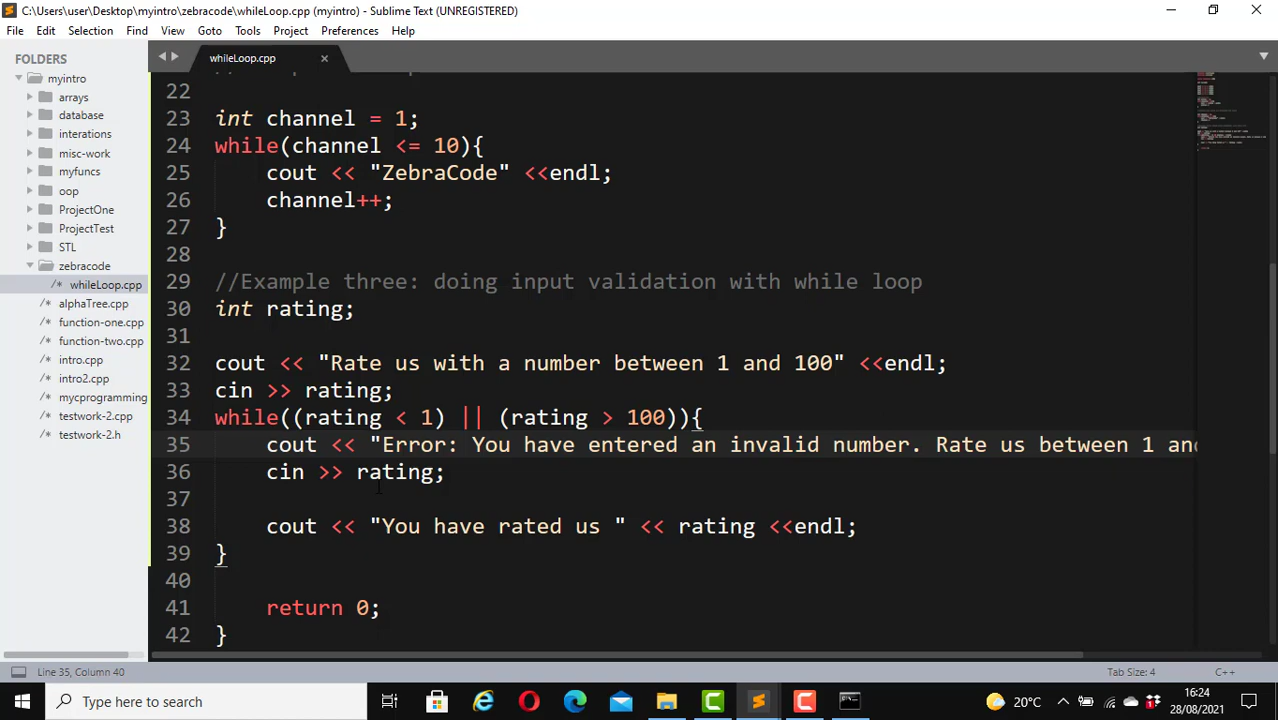 C:\Users\user\Desktop\myintro\zebracode\whileLoop.cpp (myintro) - Sublime Text (UNREGISTERED)
File Edit Selection Find View Goto Tools Project Preferences Help
FOLDERS
myintro
arrays
database
interations
misc-work
myfuncs
oop
ProjectOne
ProjectTest
STL
zebracode
/* whileLoop.cpp
/* alphaTree.cpp
/* function-one.cpp
/* function-two.cpp
/* intro.cpp
/* intro2.cpp
/* mycprogramming
/* testwork-2.cpp
/* testwork-2.h
whileLoop.cpp
22
23 int channel = 1;
24 while(channel <= 10){
25 cout << "ZebraCode" <<endl;
26 channel++;
27 }
28
29 //Example three: doing input validation with while loop
30 int rating;
31
32 cout << "Rate us with a number between 1 and 100" <<endl;
33 cin >> rating;
34 while((rating < 1) || (rating > 100)){
35 cout << "Error: You have entered an invalid number. Rate us between 1 and
36 cin >> rating;
37
38 cout << "You have rated us " << rating <<endl;
39 }
40
41 return 0;
42 }
Line 35, Column 40
Tab Size: 4
C++
Type here to search
20°C
16:24
28/08/2021